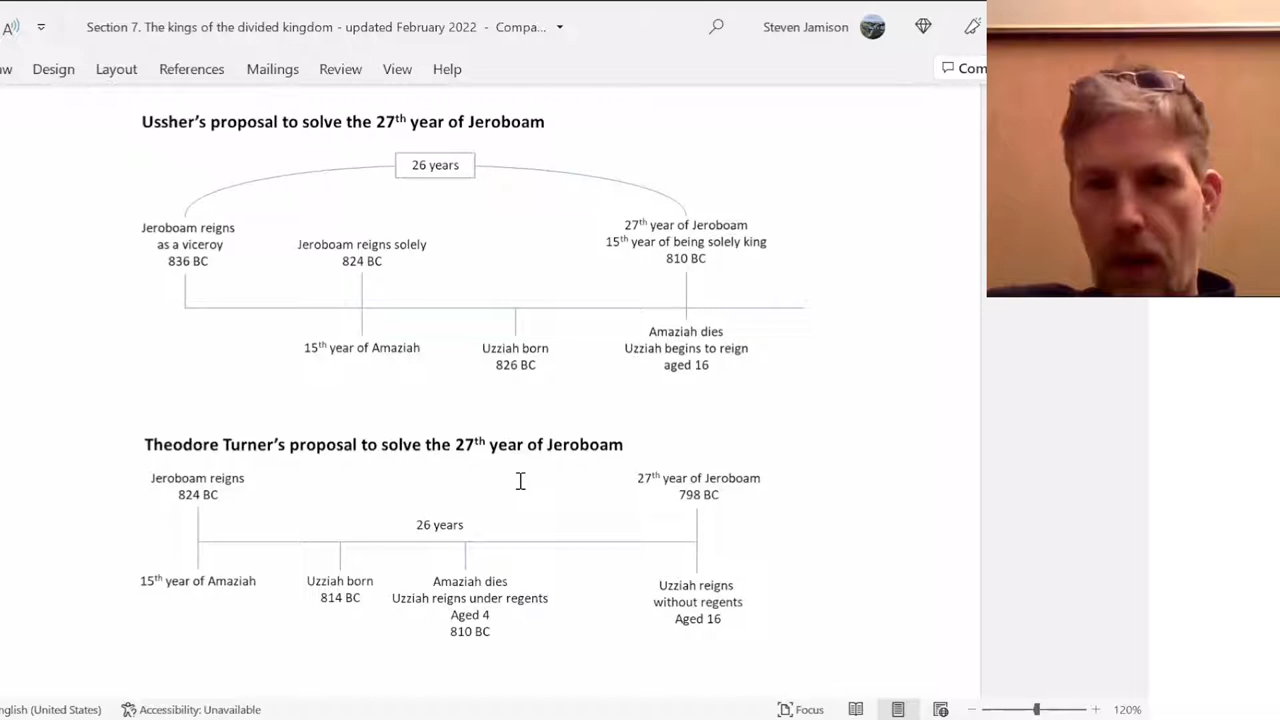 Section 7. The kings of the divided kingdom - updated February 2022 - Compa...
Steven Jamison
Design Layout References Mailings Review View Help
Com
Ussher's proposal to solve the 27th year of Jeroboam
26 years
Jeroboam reigns
as a viceroy
836 BC
Jeroboam reigns solely
824 BC
27th year of Jeroboam
15th year of being solely king
810 BC
15th year of Amaziah
Uzziah born
826 BC
Amaziah dies
Uzziah begins to reign
aged 16
Theodore Turner's proposal to solve the 27th year of Jeroboam
Jeroboam reigns
824 BC
27th year of Jeroboam
798 BC
26 years
15th year of Amaziah
Uzziah born
814 BC
Amaziah dies
Uzziah reigns under regents
Aged 4
810 BC
Uzziah reigns
without regents
Aged 16
nglish (United States)
Accessibility: Unavailable
Focus
120%